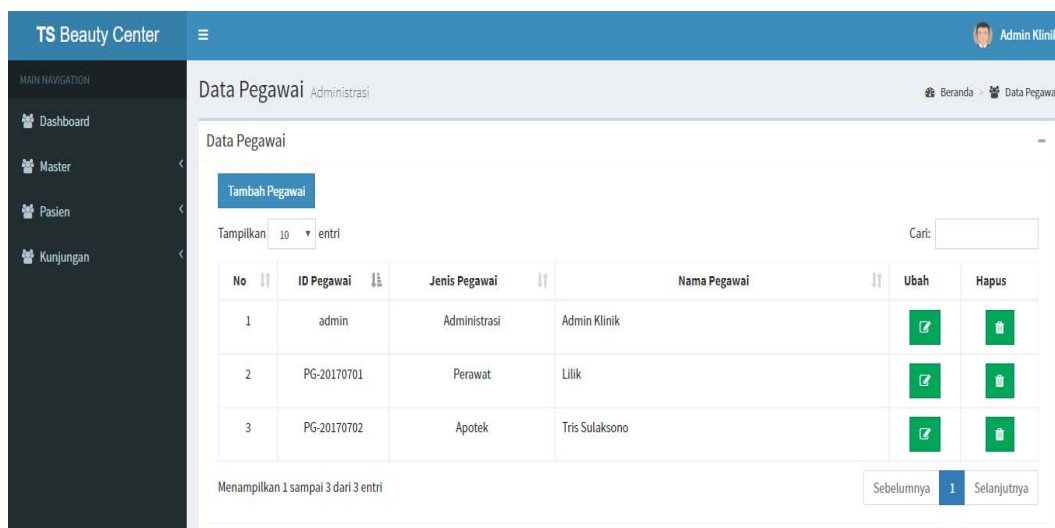 TS Beauty Center
Admin Klinik
MAIN NAVIGATION
Data Pegawai Administrasi
Beranda > Data Pegawa
Dashboard
Master
Pasien
Kunjungan
Data Pegawai
Tambah Pegawai
Tampilkan 10 entri
Cari:
No ID Pegawai Jenis Pegawai Nama Pegawai Ubah Hapus
1 admin Administrasi Admin Klinik
2 PG-20170701 Perawat Lilik
3 PG-20170702 Apotek Tris Sulaksono
Menampilkan 1 sampai 3 dari 3 entri
Sebelumnya 1 Selanjutnya